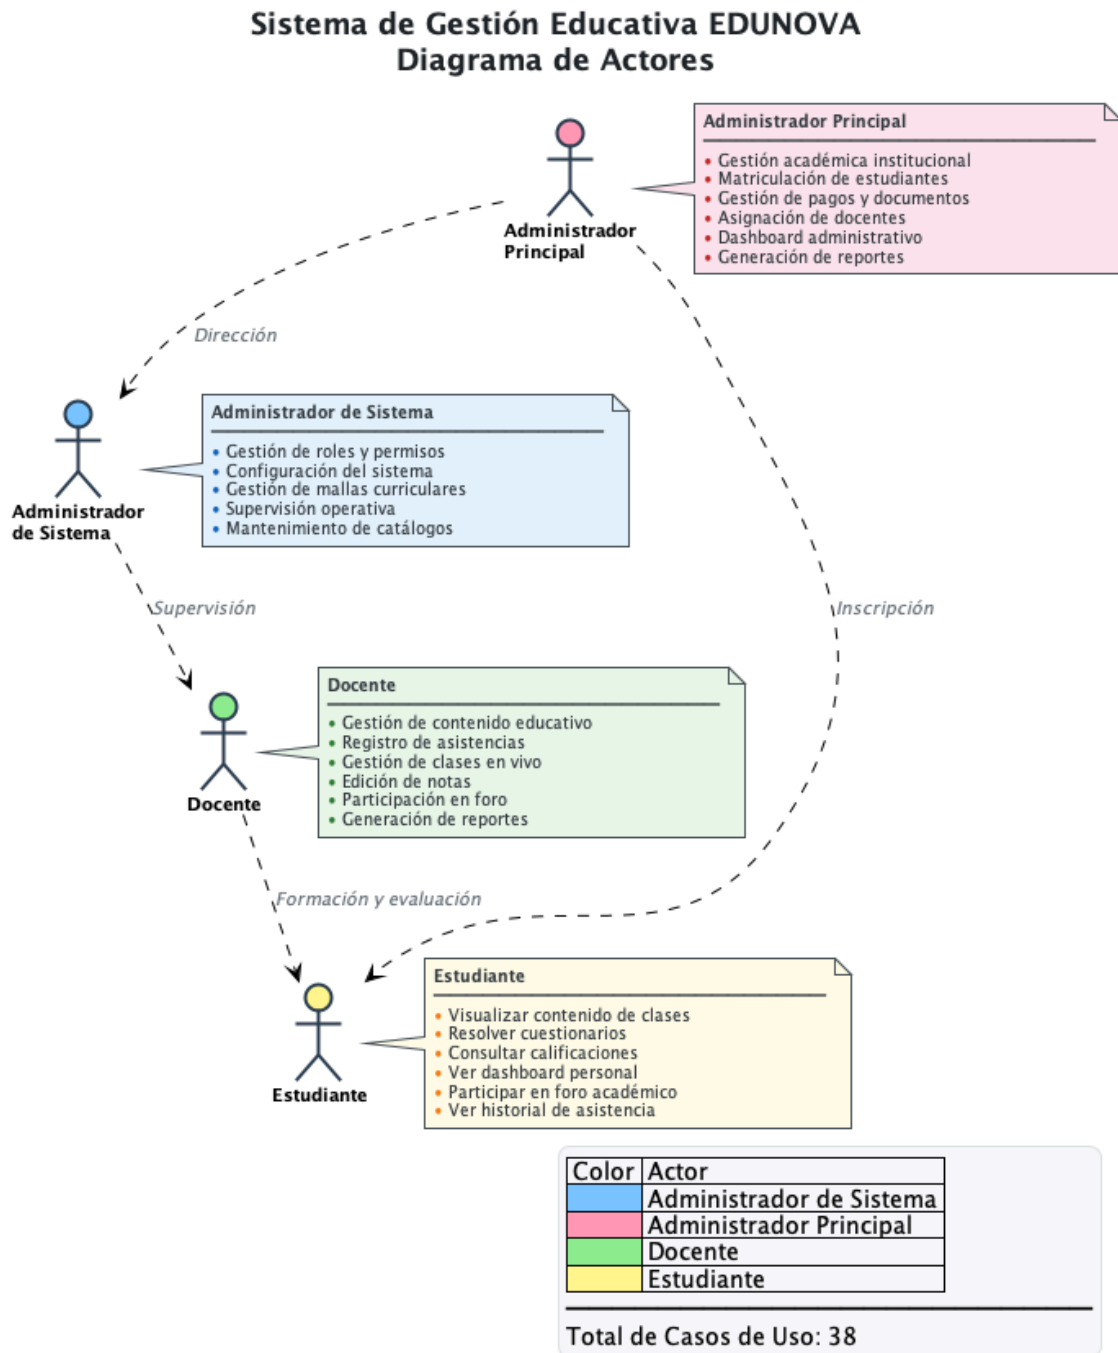 Sistema de Gestión Educativa EDUNOVA
Diagrama de Actores
Administrador Principal
Gestión académica institucional
Matriculación de estudiantes
Gestión de pagos y documentos
Asignación de docentes
Dashboard administrativo
Generación de reportes
Administrador
Principal
Dirección
Administrador de Sistema
Gestión de roles y permisos
Configuración del sistema
Gestión de mallas curriculares
Supervisión operativa
Mantenimiento de catálogos
Administrador
de Sistema
Supervisión
Inscripción
Docente
Gestión de contenido educativo
Registro de asistencias
Gestión de clases en vivo
Edición de notas
Participación en foro
Generación de reportes
Docente
Formación y evaluación
Estudiante
Visualizar contenido de clases
Resolver cuestionarios
Consultar calificaciones
Ver dashboard personal
Participar en foro académico
Ver historial de asistencia
Estudiante
Color Actor
Administrador de Sistema
Administrador Principal
Docente
Estudiante
Total de Casos de Uso: 38